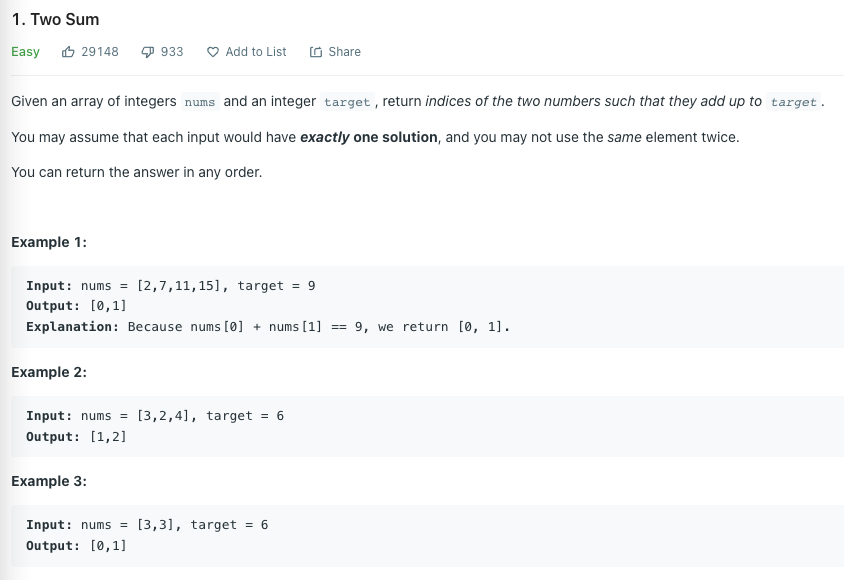 1. Two Sum
Easy 29148 933 Add to List Share
Given an array of integers nums and an integer target, return indices of the two numbers such that they add up to target.
You may assume that each input would have exactly one solution, and you may not use the same element twice.
You can return the answer in any order.
Example 1:
Input: nums = [2,7,11,15], target = 9
Output: [0,1]
Explanation: Because nums[0] + nums[1] == 9, we return [0, 1].
Example 2:
Input: nums = [3,2,4], target = 6
Output: [1,2]
Example 3:
Input: nums = [3,3], target = 6
Output: [0,1]